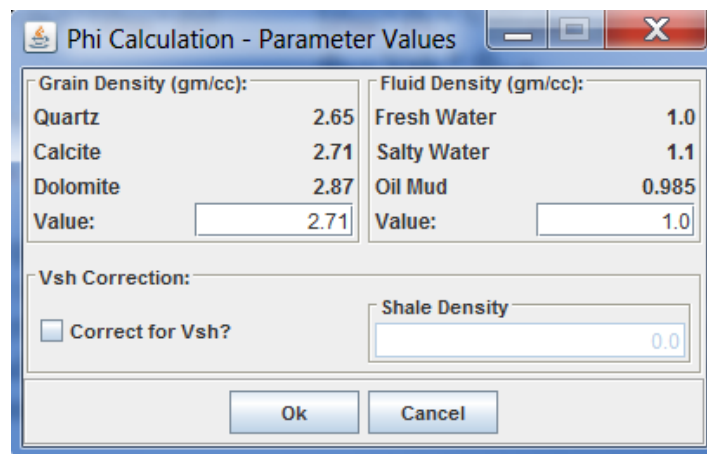 Phi Calculation - Parameter Values
Grain Density (gm/cc):
Quartz 2.65
Calcite 2.71
Dolomite 2.87
Value: 2.71
Fluid Density (gm/cc):
Fresh Water 1.0
Salty Water 1.1
Oil Mud 0.985
Value: 1.0
Vsh Correction:
Correct for Vsh?
Shale Density
0.0
Ok
Cancel